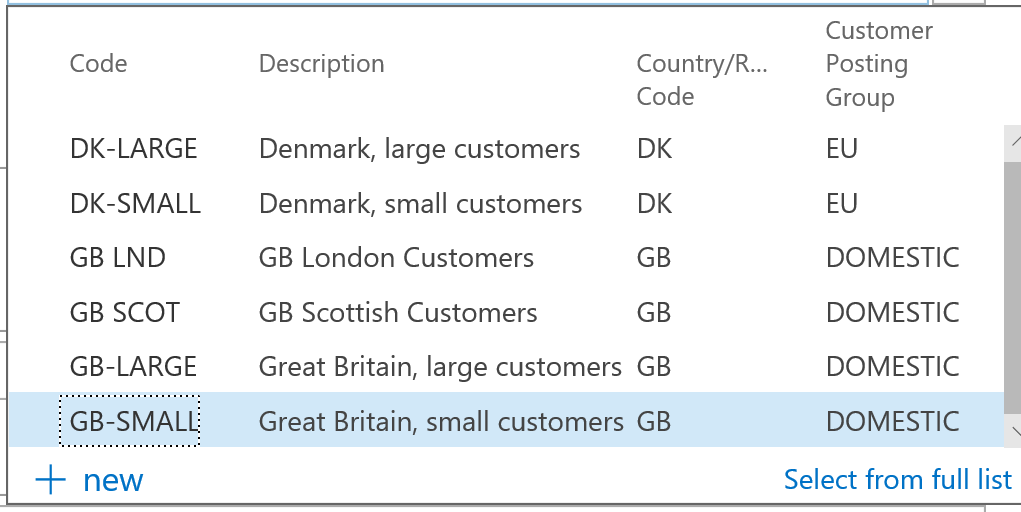 Code Description Country/R... Code Customer Posting Group
DK-LARGE Denmark, large customers DK EU
DK-SMALL Denmark, small customers DK EU
GB LND GB London Customers GB DOMESTIC
GB SCOT GB Scottish Customers GB DOMESTIC
GB-LARGE Great Britain, large customers GB DOMESTIC
GB-SMALL Great Britain, small customers GB DOMESTIC
+ new Select from full list